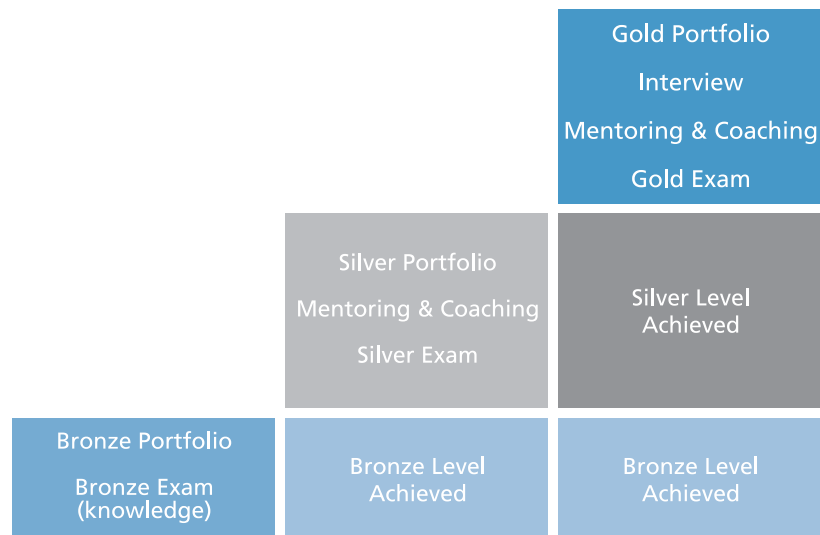 Gold Portfolio
Interview
Mentoring & Coaching
Gold Exam
Silver Portfolio
Mentoring & Coaching
Silver Exam
Silver Level
Achieved
Bronze Portfolio
Bronze Exam
(knowledge)
Bronze Level
Achieved
Bronze Level
Achieved